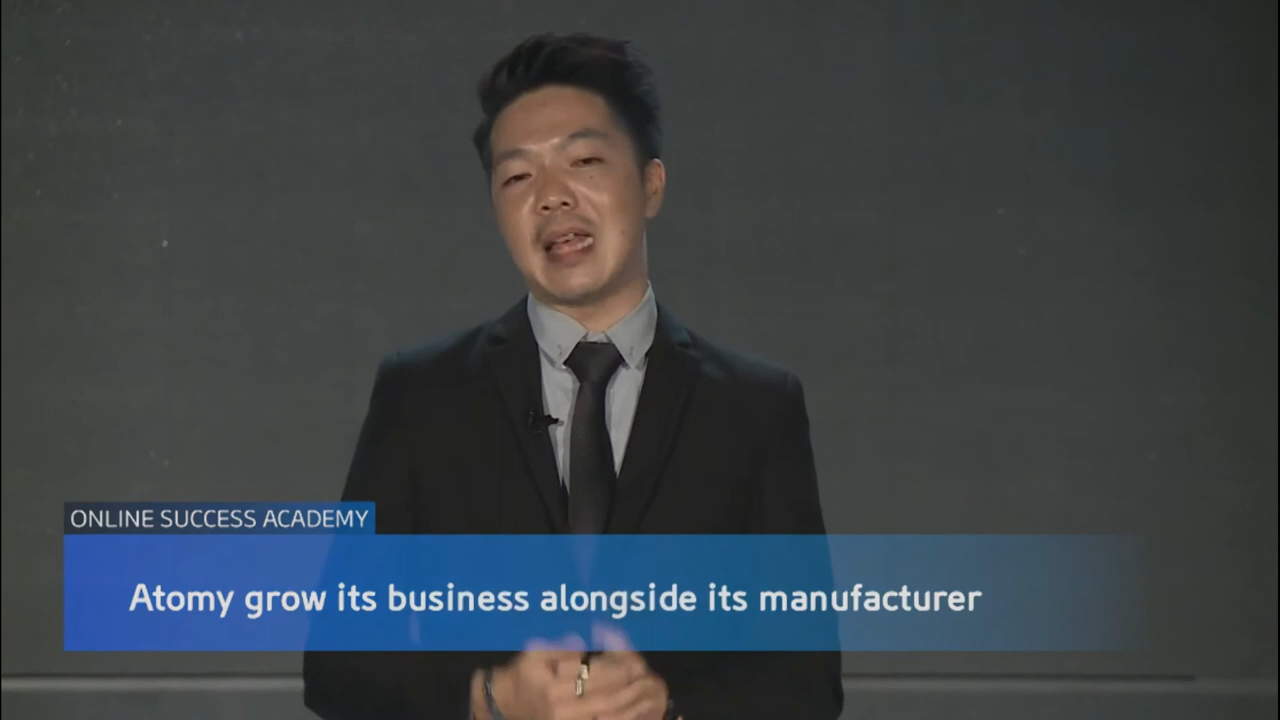 ONLINE SUCCESS ACADEMY
Atomy grow its business alongside its manufacturer